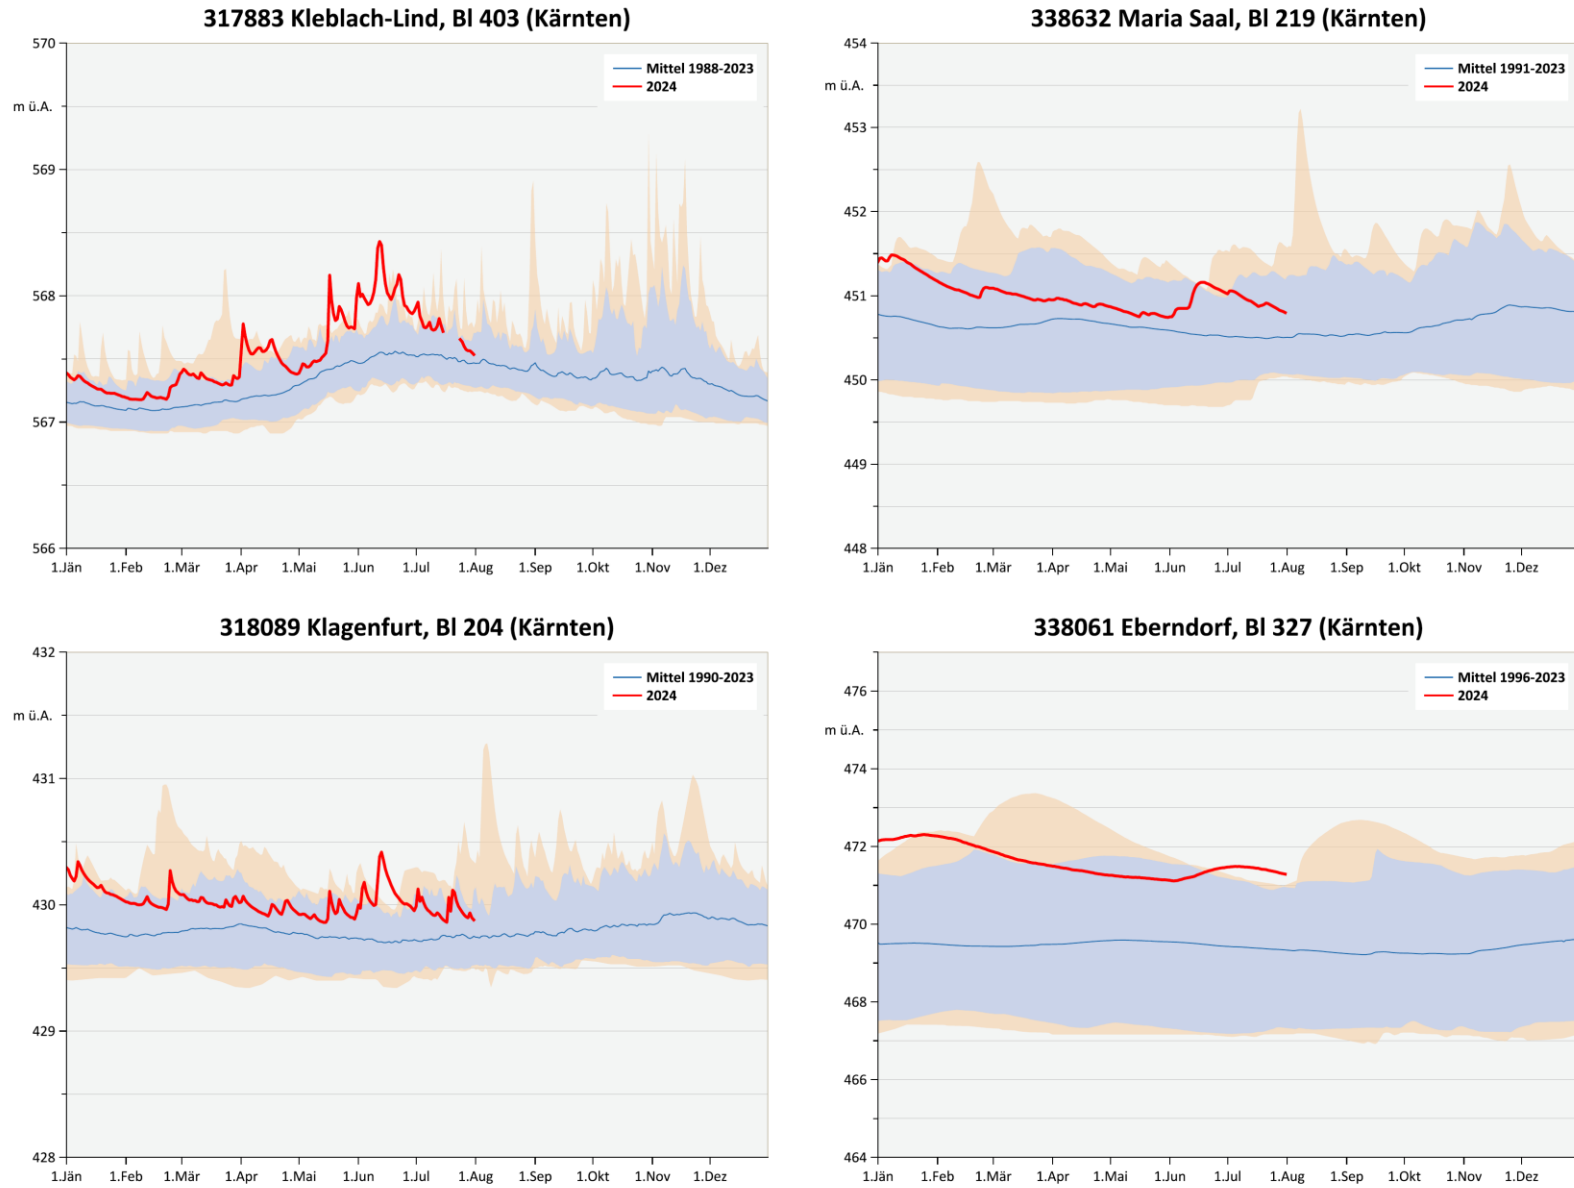 317883 Kleblach-Lind, Bl 403 (Kärnten)
570
m ü.A.
569
568
567
566
Mittel 1988-2023
2024
1.Jän 1.Feb 1.Mär 1.Apr 1.Mai 1.Jun 1.Jul 1.Aug 1.Sep 1.Okt 1.Nov 1.Dez
338632 Maria Saal, Bl 219 (Kärnten)
454
m ü.A.
453
452
451
450
449
448
Mittel 1991-2023
2024
1.Jän 1.Feb 1.Mär 1.Apr 1.Mai 1.Jun 1.Jul 1.Aug 1.Sep 1.Okt 1.Nov 1.Dez
318089 Klagenfurt, Bl 204 (Kärnten)
432
m ü.A.
431
430
429
428
Mittel 1990-2023
2024
1.Jän 1.Feb 1.Mär 1.Apr 1.Mai 1.Jun 1.Jul 1.Aug 1.Sep 1.Okt 1.Nov 1.Dez
338061 Eberndorf, Bl 327 (Kärnten)
476
m ü.A.
474
472
470
468
466
464
Mittel 1996-2023
2024
1.Jän 1.Feb 1.Mär 1.Apr 1.Mai 1.Jun 1.Jul 1.Aug 1.Sep 1.Okt 1.Nov 1.Dez